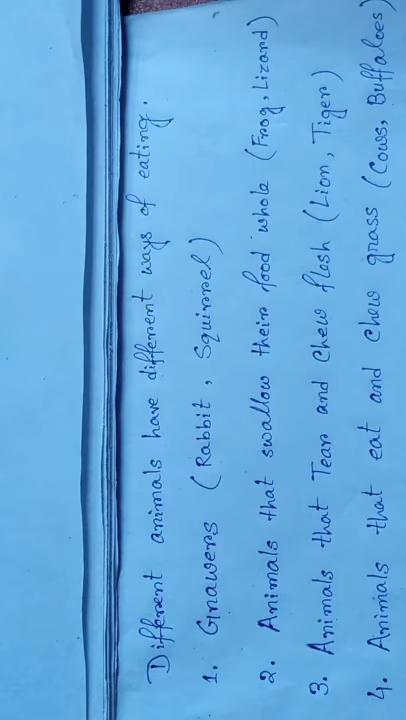 Different animals have different ways of eating.
1. Gnawers (Rabbit, Squirrel)
2. Animals that swallow their food whole (Frog, Lizard)
3. Animals that Tear and Chew flesh (Lion, Tiger)
4. Animals that eat and chew grass (Cows, Buffaloes)